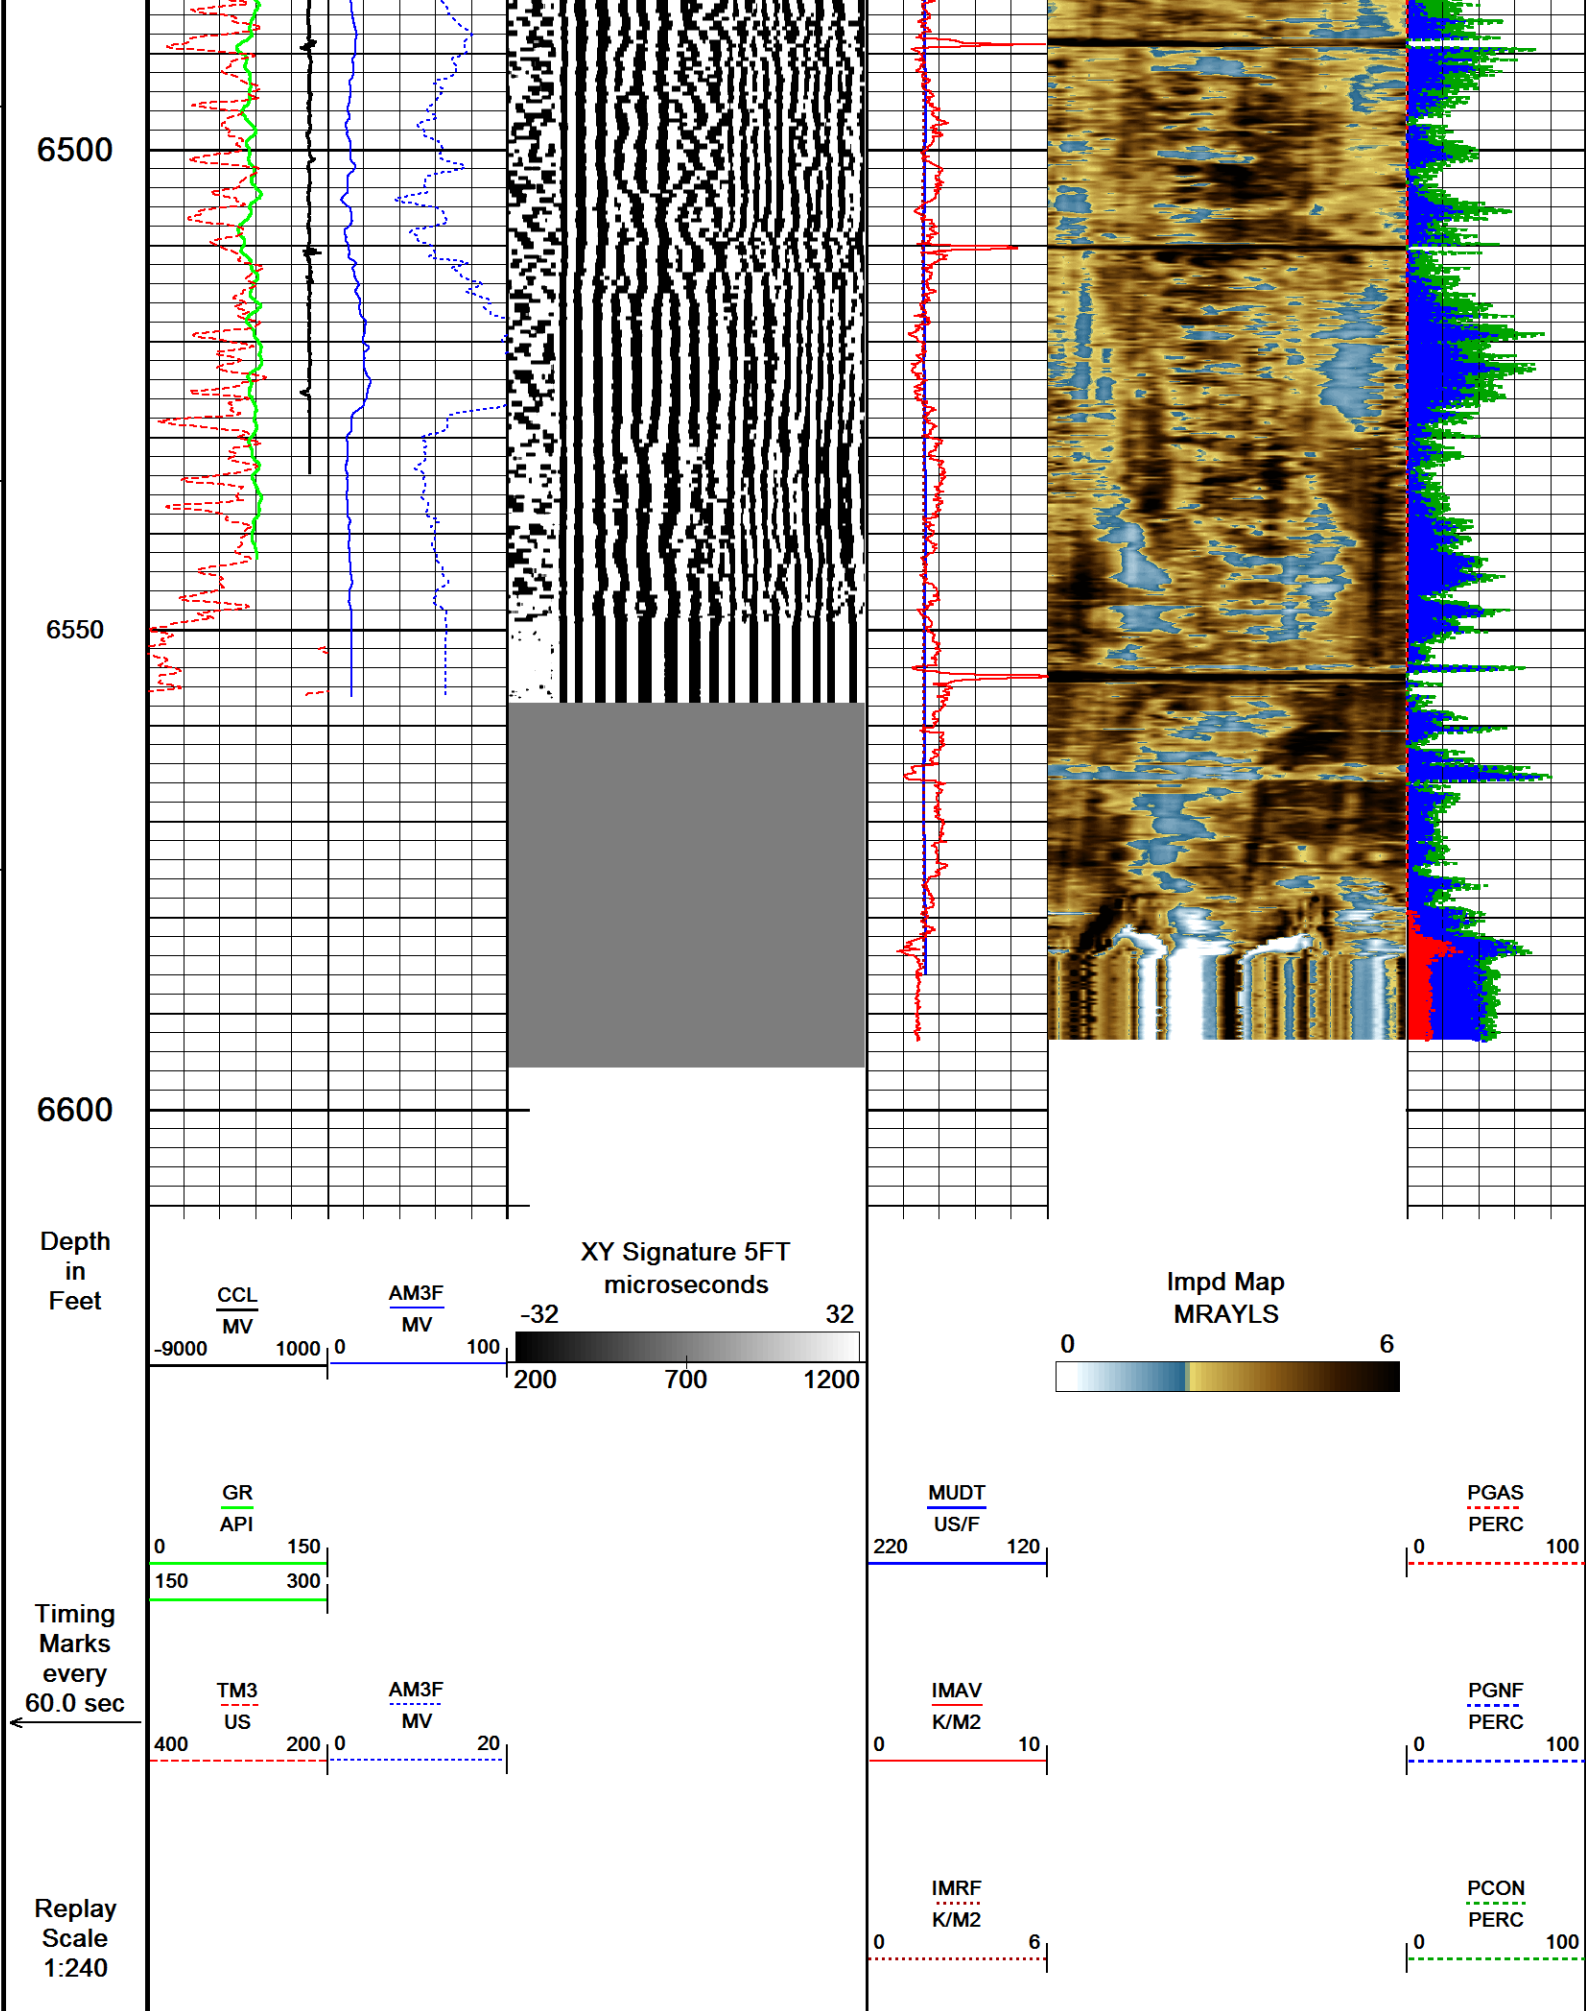 6500
6550
6600
Depth
in
Feet
CCL
MV
-9000 1000
AM3F
MV
0 100
XY Signature 5FT
microseconds
-32 32
200 700 1200
Impd Map
MRAYLS
0 6
GR
API
0 150
150 300
MUDT
US/F
220 120
PGAS
PERC
0 100
Timing
Marks
every
60.0 sec
TM3
US
400 200
AM3F
MV
0 20
IMAV
K/M2
0 10
PGNF
PERC
0 100
Replay
Scale
1:240
IMRF
K/M2
0 6
PCON
PERC
0 100